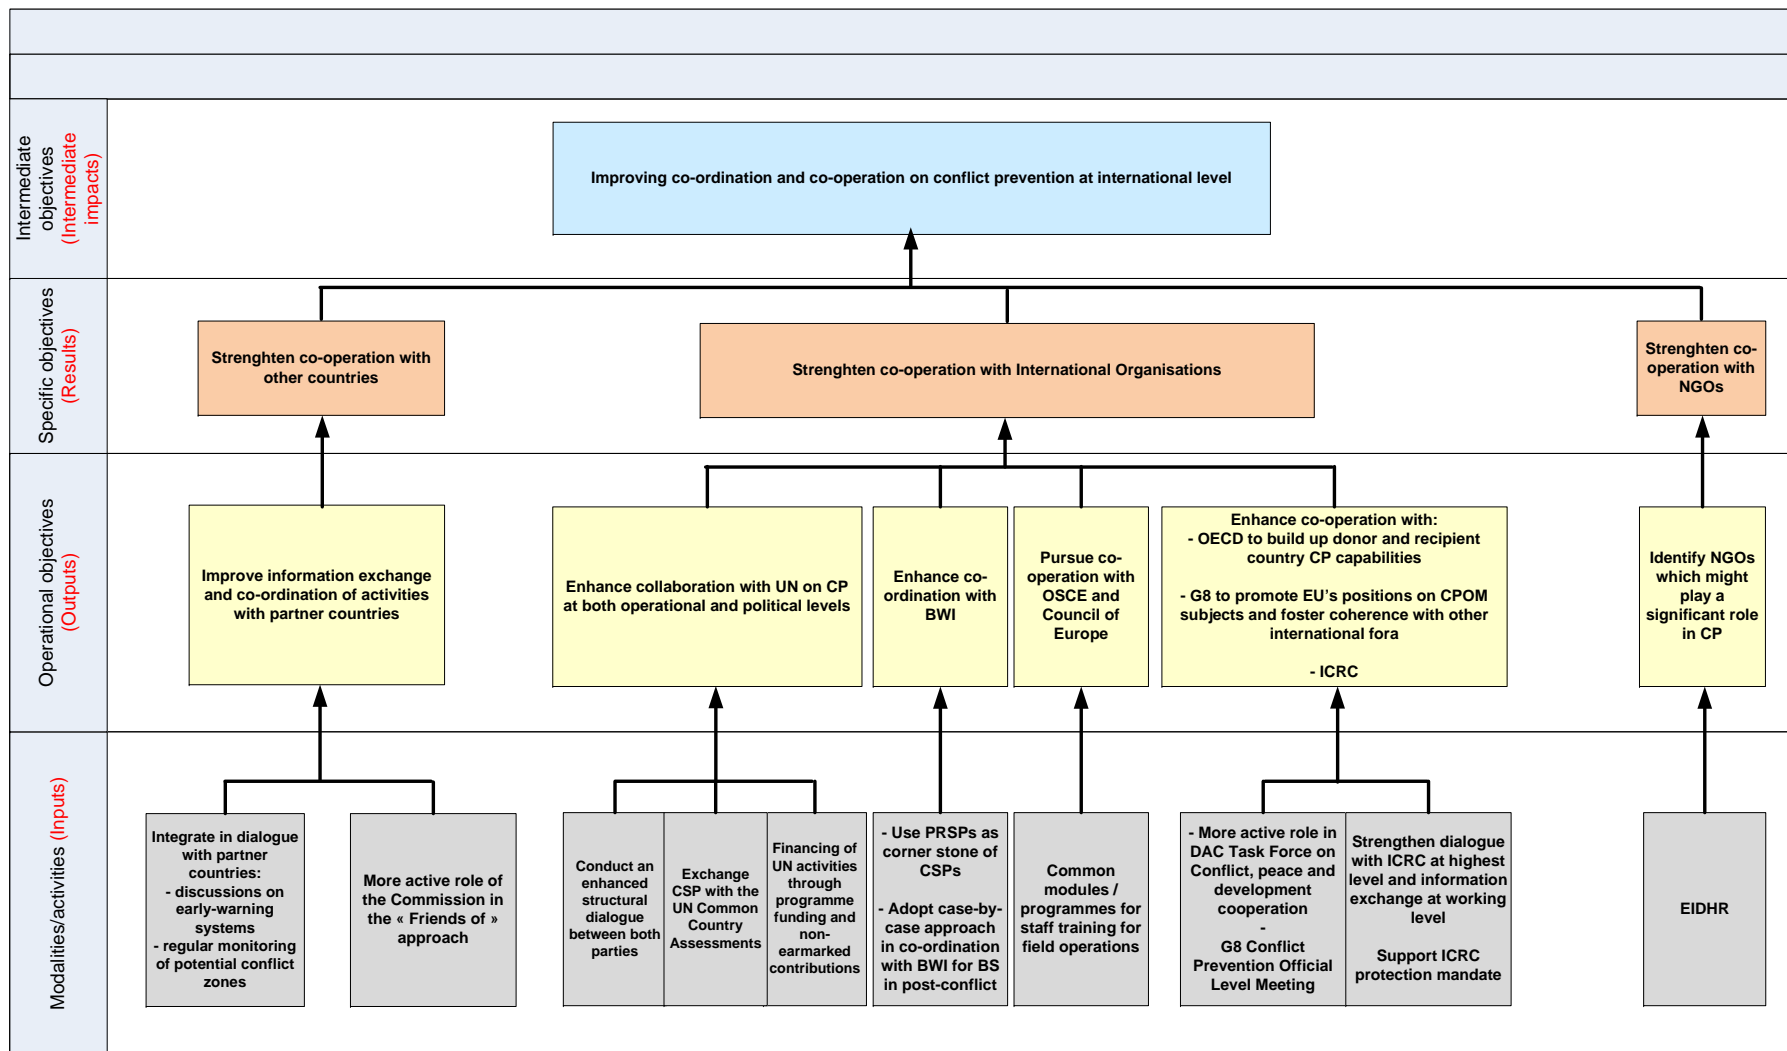 Intermediate
objectives
(Intermediate
impacts)
Improving co-ordination and co-operation on conflict prevention at international level
Specific objectives
(Results)
Strenghten co-operation with
other countries
Strenghten co-operation with International Organisations
Strenghten co-
operation with
NGOs
Operational objectives
(Outputs)
Improve information exchange
and co-ordination of activities
with partner countries
Enhance collaboration with UN on CP
at both operational and political levels
Enhance co-
ordination with
BWI
Pursue co-
operation with
OSCE and
Council of
Europe
Enhance co-operation with:
- OECD to build up donor and recipient
country CP capabilities
- G8 to promote EU's positions on CPOM
subjects and foster coherence with other
international fora
- ICRC
Identify NGOs
which might
play a
significant role
in CP
Modalities/activities (Inputs)
Integrate in dialogue
with partner
countries:
- discussions on
early-warning
systems
- regular monitoring
of potential conflict
zones
More active role of
the Commission in
the « Friends of »
approach
Conduct an
enhanced
structural
dialogue
between both
parties
Exchange
CSP with the
UN Common
Country
Assessments
Financing of
UN activities
through
programme
funding and
non-
earmarked
contributions
- Use PRSPs as
corner stone of
CSPs
- Adopt case-by-
case approach
in co-ordination
with BWI for BS
in post-conflict
Common
modules /
programmes for
staff training for
field operations
- More active role in
DAC Task Force on
Conflict, peace and
development
cooperation
-
G8 Conflict
Prevention Official
Level Meeting
Strengthen dialogue
with ICRC at highest
level and information
exchange at working
level
Support ICRC
protection mandate
EIDHR